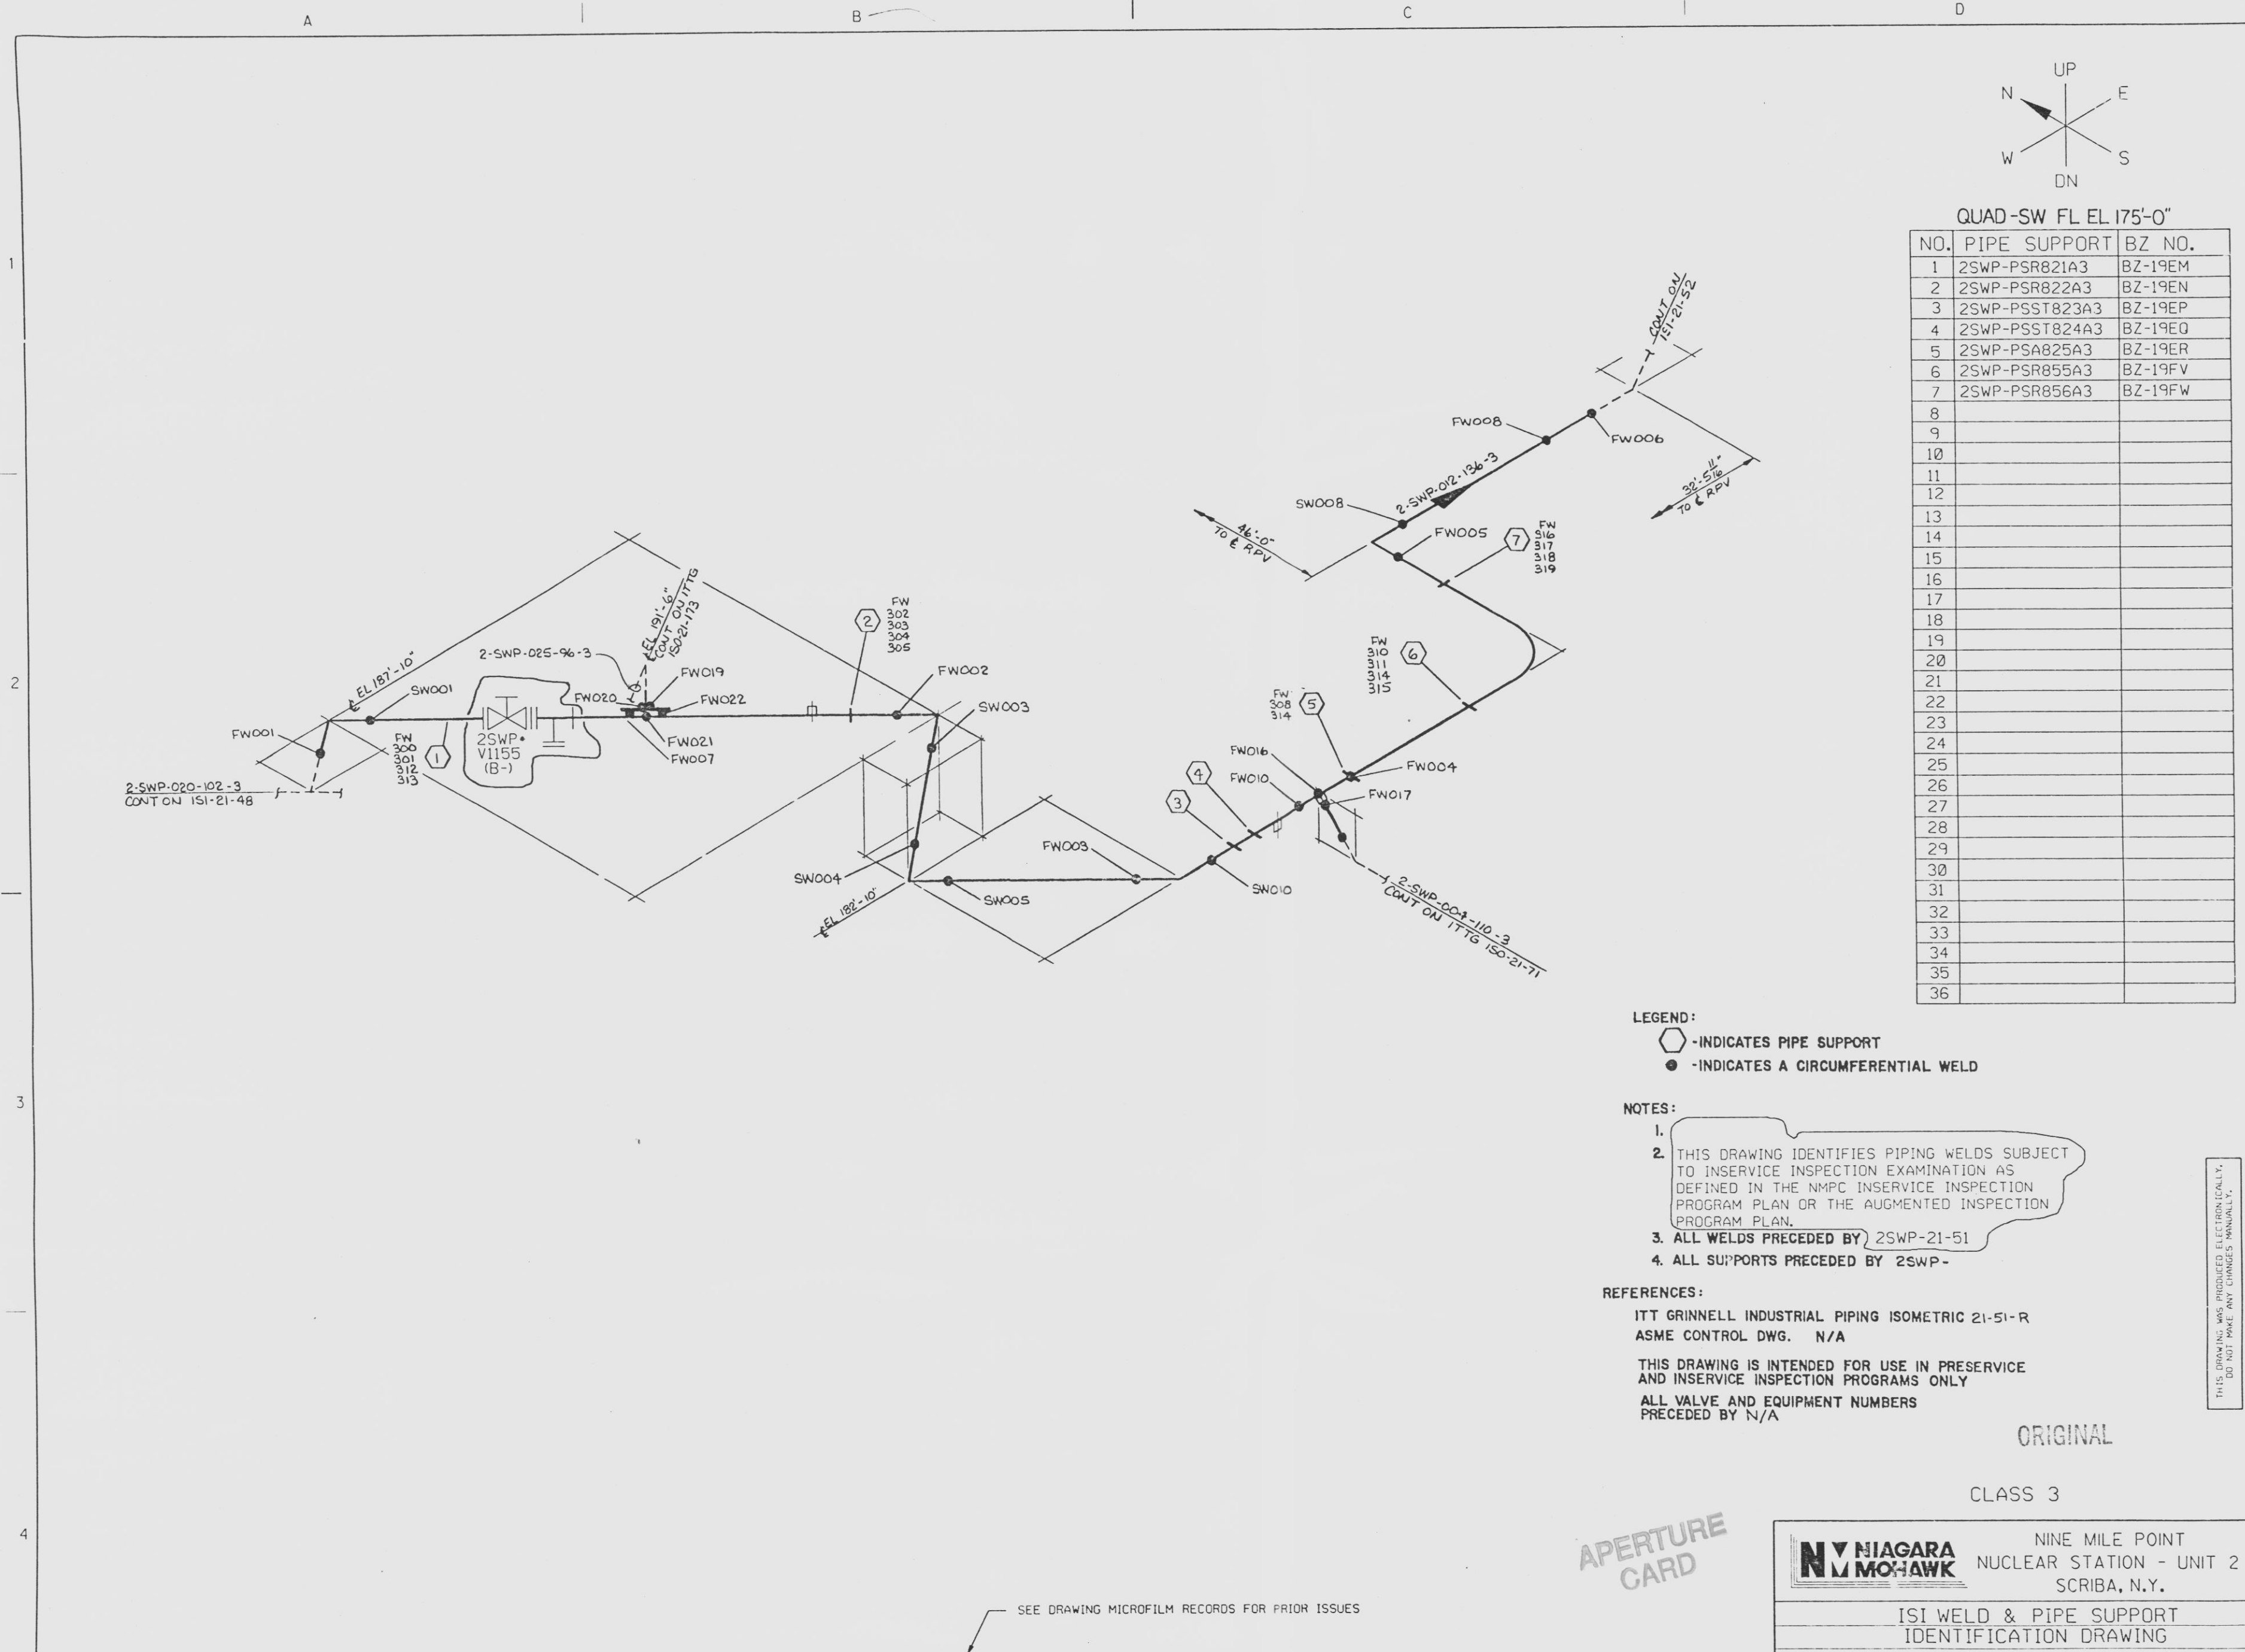 A
B
C
D
1
2
3
4
UP
N
E
W
S
DN
QUAD-SW FL EL 175'-0"
NO. PIPE SUPPORT BZ NO.
1 2SWP-PSR821A3 BZ-19EM
2 2SWP-PSR822A3 BZ-19EN
3 2SWP-PSST823A3 BZ-19EP
4 2SWP-PSST824A3 BZ-19EQ
5 2SWP-PSA825A3 BZ-19ER
6 2SWP-PSR855A3 BZ-19FV
7 2SWP-PSR856A3 BZ-19FW
8
9
10
11
12
13
14
15
16
17
18
19
20
21
22
23
24
25
26
27
28
29
30
31
32
33
34
35
36
CONT ON
ISI-21-52
FW008
FW006
2-SWP-012-136-3
32'-5 11/16"
TO ℄ RPV
SW008
46'-0"
TO ℄ RPV
FW005
7
FW
316
317
318
319
EL 191'-6"
CONT ON ITTG
ISO-21-173
2
FW
302
303
304
305
2-SWP-025-96-3
FW019
FW020
FW022
FW002
℄ EL 187'-10"
SW001
SW003
FW
310
311
314
315
6
FW
308
314
5
FW001
FW
300
301
312
313
1
2SWP*
V1155
(B-)
FW021
FW007
FW016
FW010
FW004
FW017
4
3
2-SWP-020-102-3
CONT ON ISI-21-48
FW003
SW004
SW005
SW010
℄ EL 182'-10"
2-SWP-004-110-3
CONT ON ITTG ISO-21-71
LEGEND:
-INDICATES PIPE SUPPORT
-INDICATES A CIRCUMFERENTIAL WELD
NOTES:
1.
2. THIS DRAWING IDENTIFIES PIPING WELDS SUBJECT
TO INSERVICE INSPECTION EXAMINATION AS
DEFINED IN THE NMPC INSERVICE INSPECTION
PROGRAM PLAN OR THE AUGMENTED INSPECTION
PROGRAM PLAN.
3. ALL WELDS PRECEDED BY 2SWP-21-51
4. ALL SUPPORTS PRECEDED BY 2SWP-
REFERENCES:
ITT GRINNELL INDUSTRIAL PIPING ISOMETRIC 21-51-R
ASME CONTROL DWG. N/A
THIS DRAWING IS INTENDED FOR USE IN PRESERVICE
AND INSERVICE INSPECTION PROGRAMS ONLY
ALL VALVE AND EQUIPMENT NUMBERS
PRECEDED BY N/A
THIS DRAWING WAS PRODUCED ELECTRONICALLY.
DO NOT MAKE ANY CHANGES MANUALLY.
ORIGINAL
CLASS 3
APERTURE
CARD
NIAGARA
MOHAWK
NINE MILE POINT
NUCLEAR STATION - UNIT 2
SCRIBA, N.Y.
ISI WELD & PIPE SUPPORT
IDENTIFICATION DRAWING
SEE DRAWING MICROFILM RECORDS FOR PRIOR ISSUES